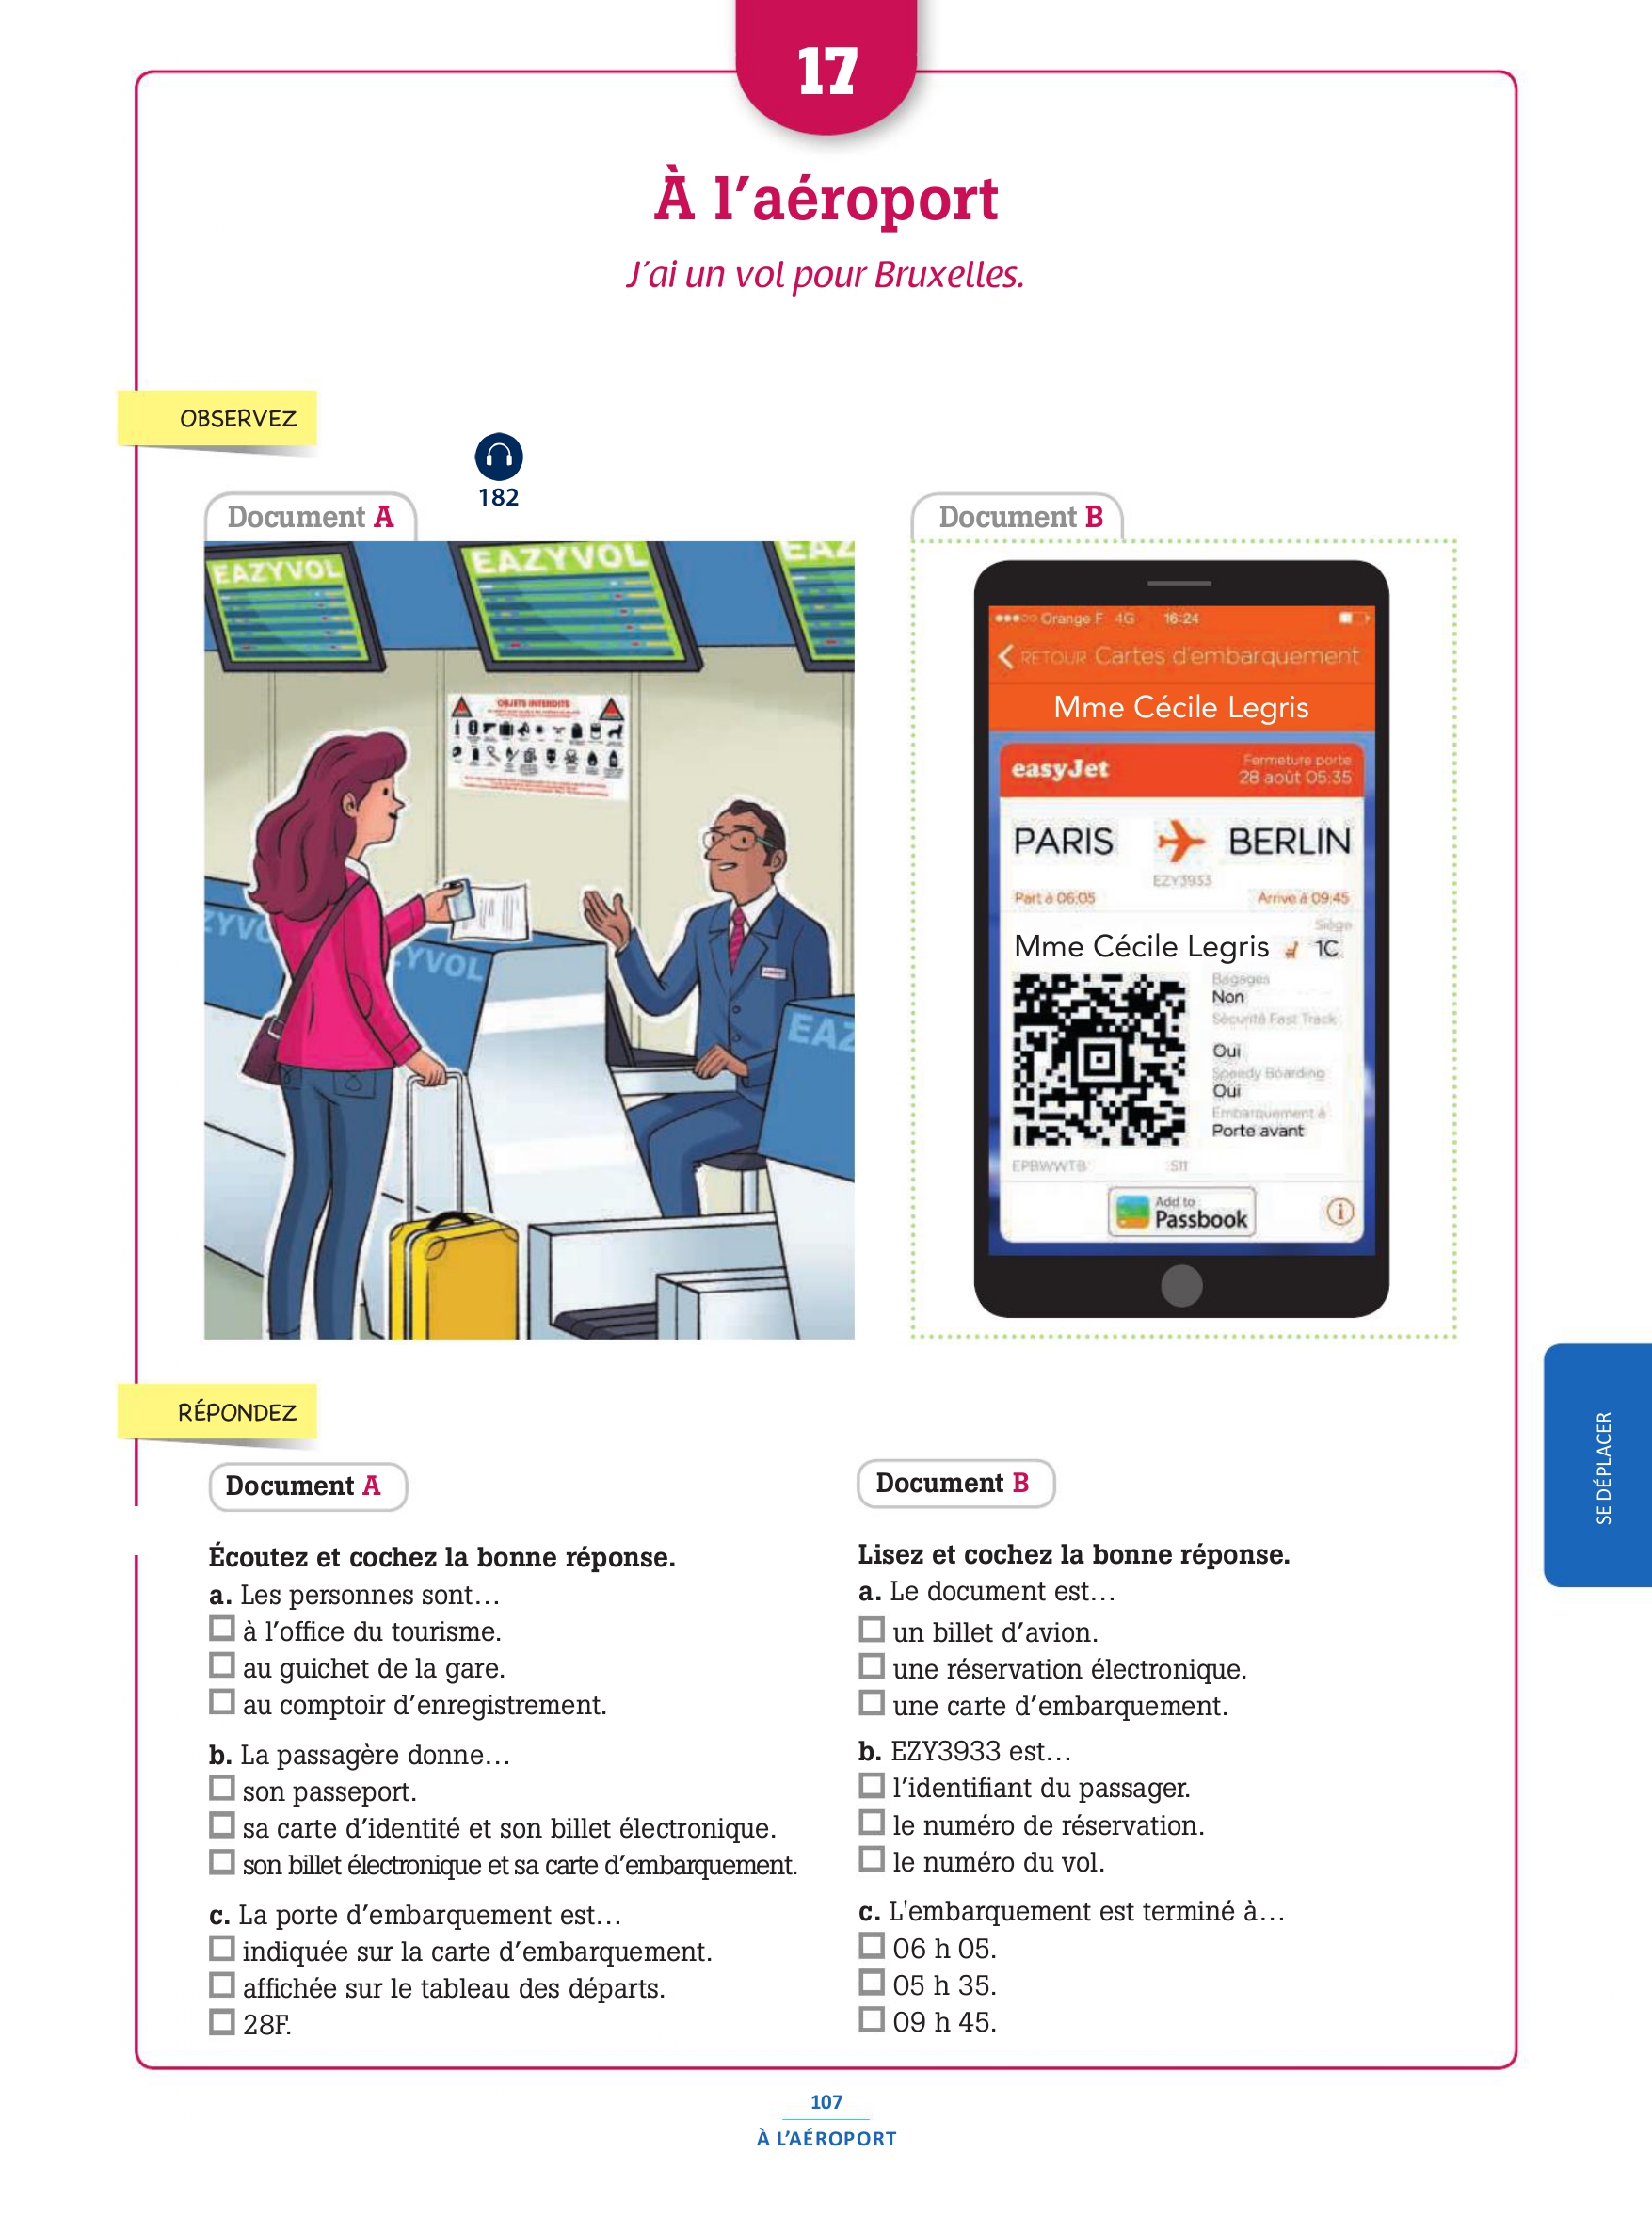 17
À l’aéroport
J’ai un vol pour Bruxelles.
OBSERVEZ
182
Document A
EAZYVOL
EAZYVOL
EAZ
OBJETS INTERDITS
ZYVO
YVOL
EAZ
Document B
Orange F 4G 16:24
RETOUR Cartes d'embarquement
Mme Cécile Legris
easyJet
Fermeture porte
28 août 05:35
PARIS BERLIN
EZY3933
Part à 06:05 Arrive à 09:45
Siège
Mme Cécile Legris 1C
Bagages
Non
Sécurité Fast Track
Oui
Speedy Boarding
Oui
Embarquement à
Porte avant
EPBWWTB 511
Add to
Passbook
i
RÉPONDEZ
Document A
Écoutez et cochez la bonne réponse.
a. Les personnes sont…
à l’office du tourisme.
au guichet de la gare.
au comptoir d’enregistrement.
b. La passagère donne…
son passeport.
sa carte d’identité et son billet électronique.
son billet électronique et sa carte d’embarquement.
c. La porte d’embarquement est…
indiquée sur la carte d’embarquement.
affichée sur le tableau des départs.
28F.
Document B
Lisez et cochez la bonne réponse.
a. Le document est…
un billet d’avion.
une réservation électronique.
une carte d’embarquement.
b. EZY3933 est…
l’identifiant du passager.
le numéro de réservation.
le numéro du vol.
c. L'embarquement est terminé à…
06 h 05.
05 h 35.
09 h 45.
SE DÉPLACER
107
À L’AÉROPORT